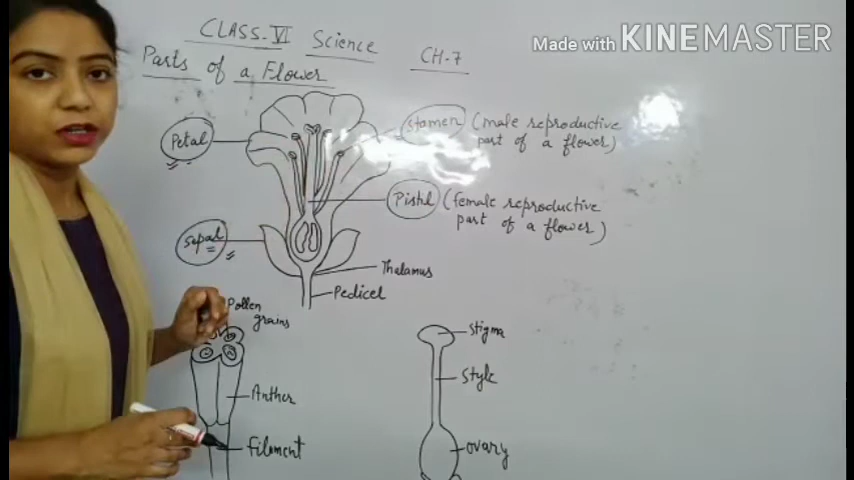 Made with KINEMASTER
CLASS-VI Science CH-7
Parts of a Flower
Petal
Stamen (male reproductive
part of a flower)
Pistil (female reproductive
part of a flower)
Sepal
Thalamus
Pedicel
Pollen
grains
Anther
Filament
Stigma
Style
ovary